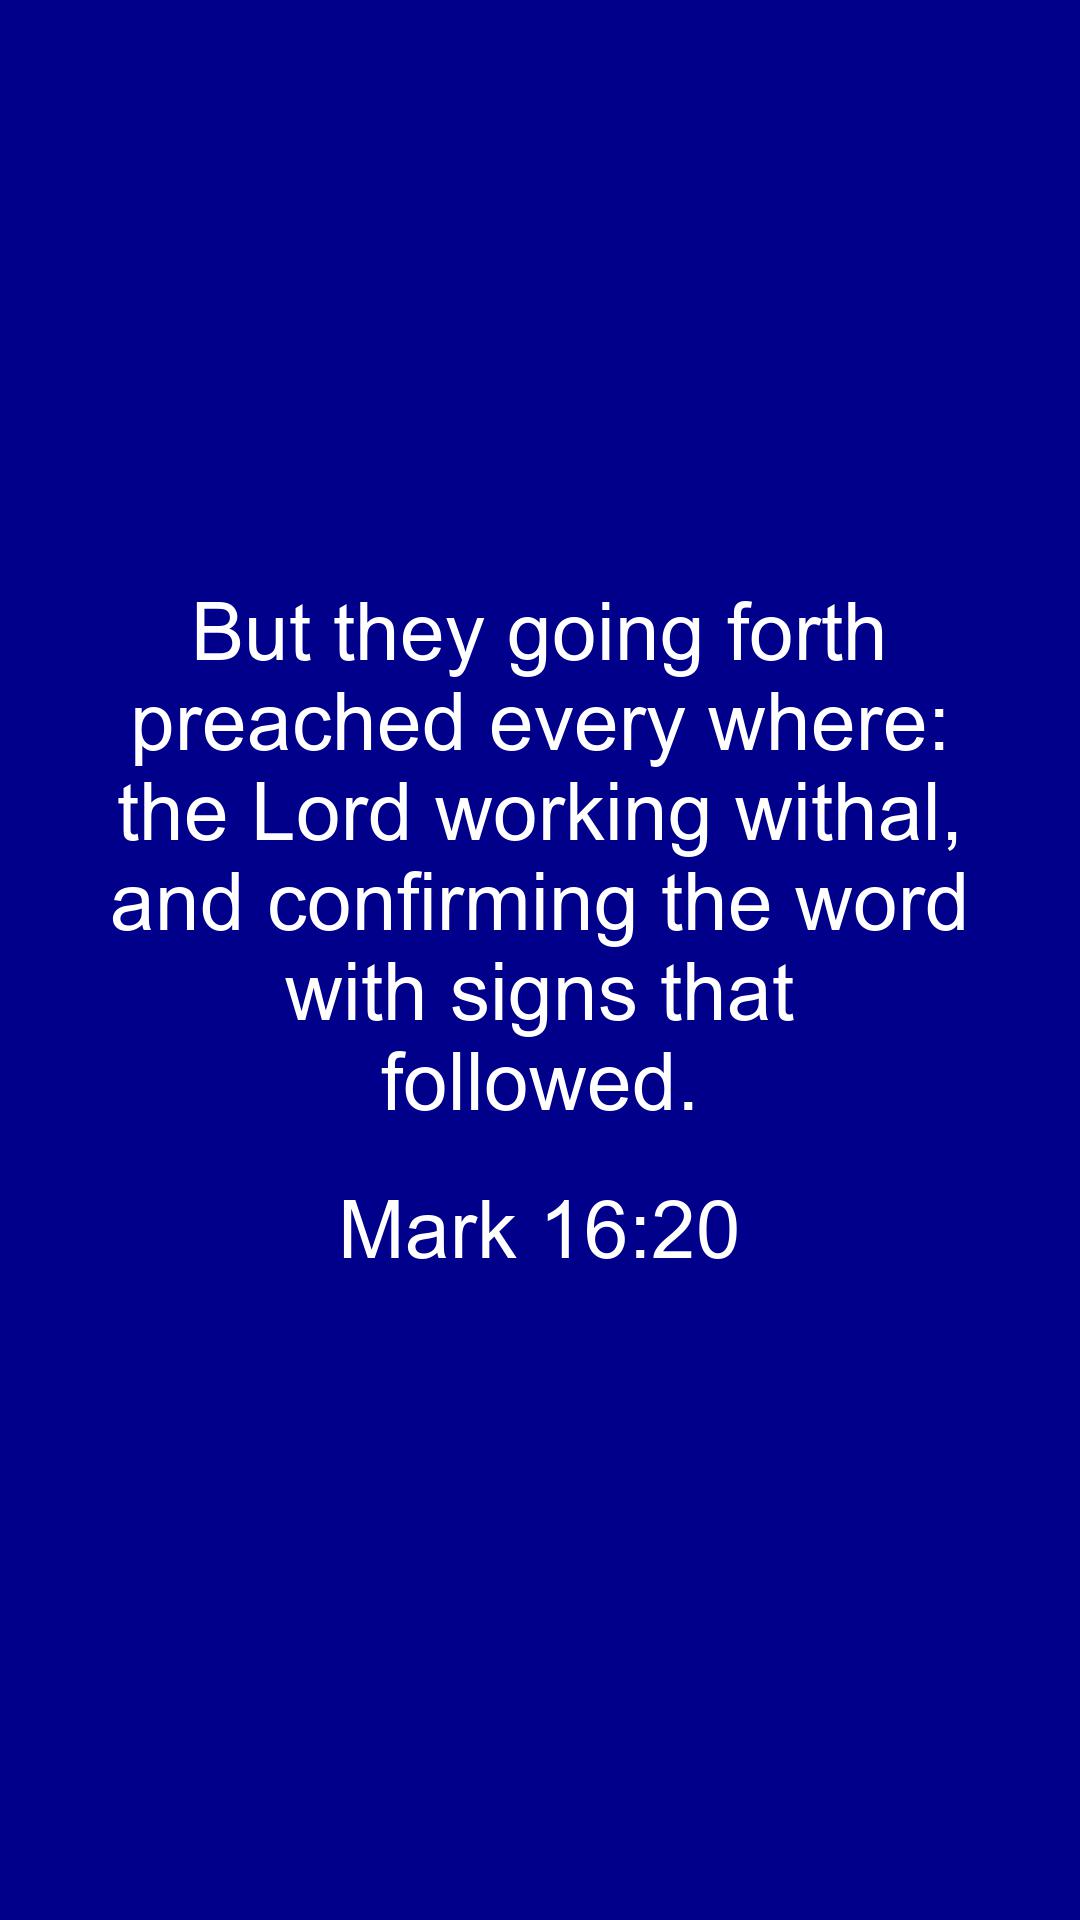 But they going forth
preached every where:
the Lord working withal,
and confirming the word
with signs that
followed.
Mark 16:20